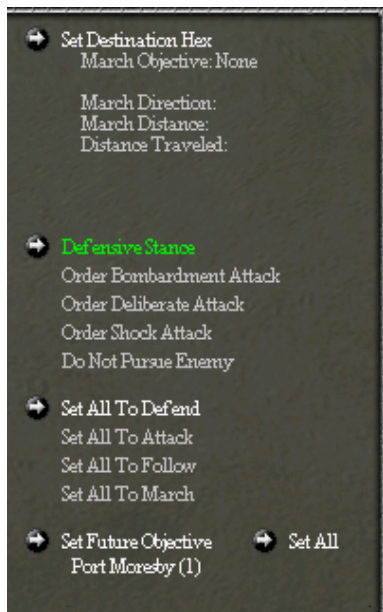 Set Destination Hex
March Objective: None
March Direction:
March Distance:
Distance Traveled:
Defensive Stance
Order Bombardment Attack
Order Deliberate Attack
Order Shock Attack
Do Not Pursue Enemy
Set All To Defend
Set All To Attack
Set All To Follow
Set All To March
Set Future Objective Set All
Port Moresby (1)